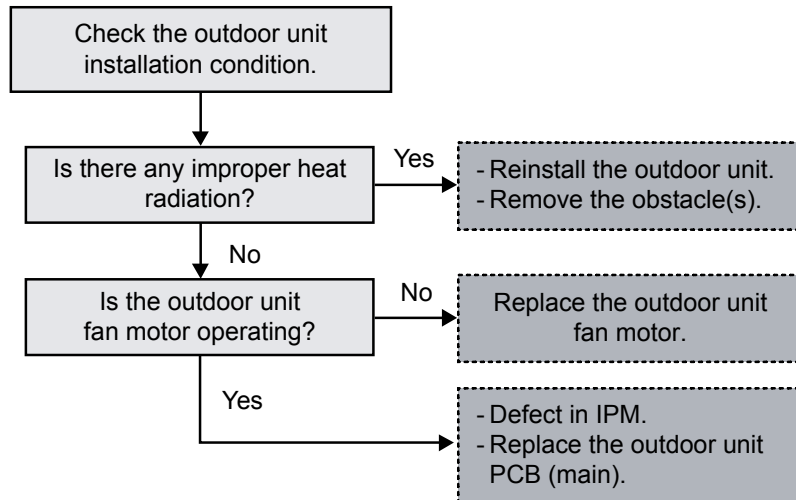 Check the outdoor unit
installation condition.
Is there any improper heat
radiation?
Yes
- Reinstall the outdoor unit.
- Remove the obstacle(s).
No
Is the outdoor unit
fan motor operating?
No
Replace the outdoor unit
fan motor.
Yes
- Defect in IPM.
- Replace the outdoor unit
PCB (main).